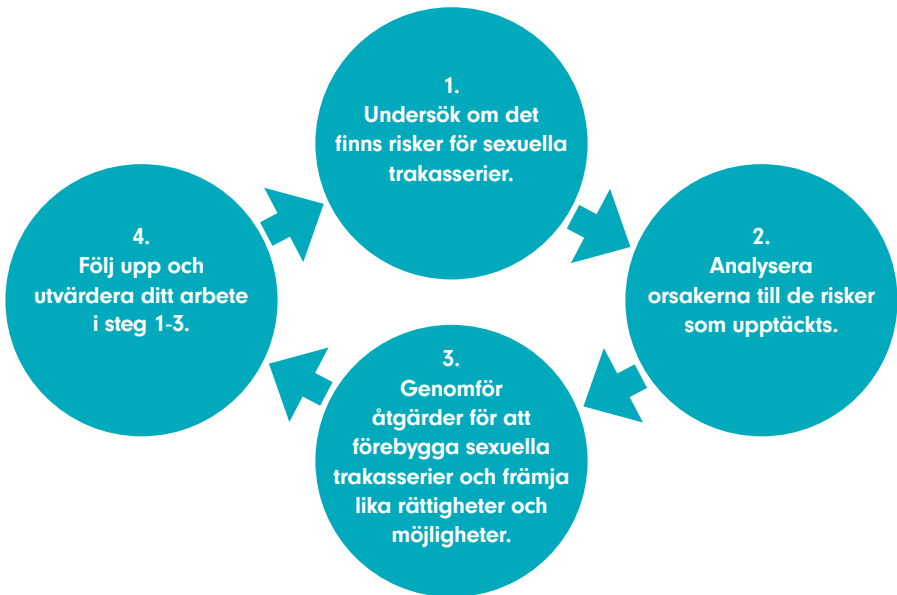 1.
Undersök om det
finns risker för sexuella
trakasserier.
2.
Analysera
orsakerna till de risker
som upptäckts.
3.
Genomför
åtgärder för att
förebygga sexuella
trakasserier och främja
lika rättigheter och
möjligheter.
4.
Följ upp och
utvärdera ditt arbete
i steg 1-3.